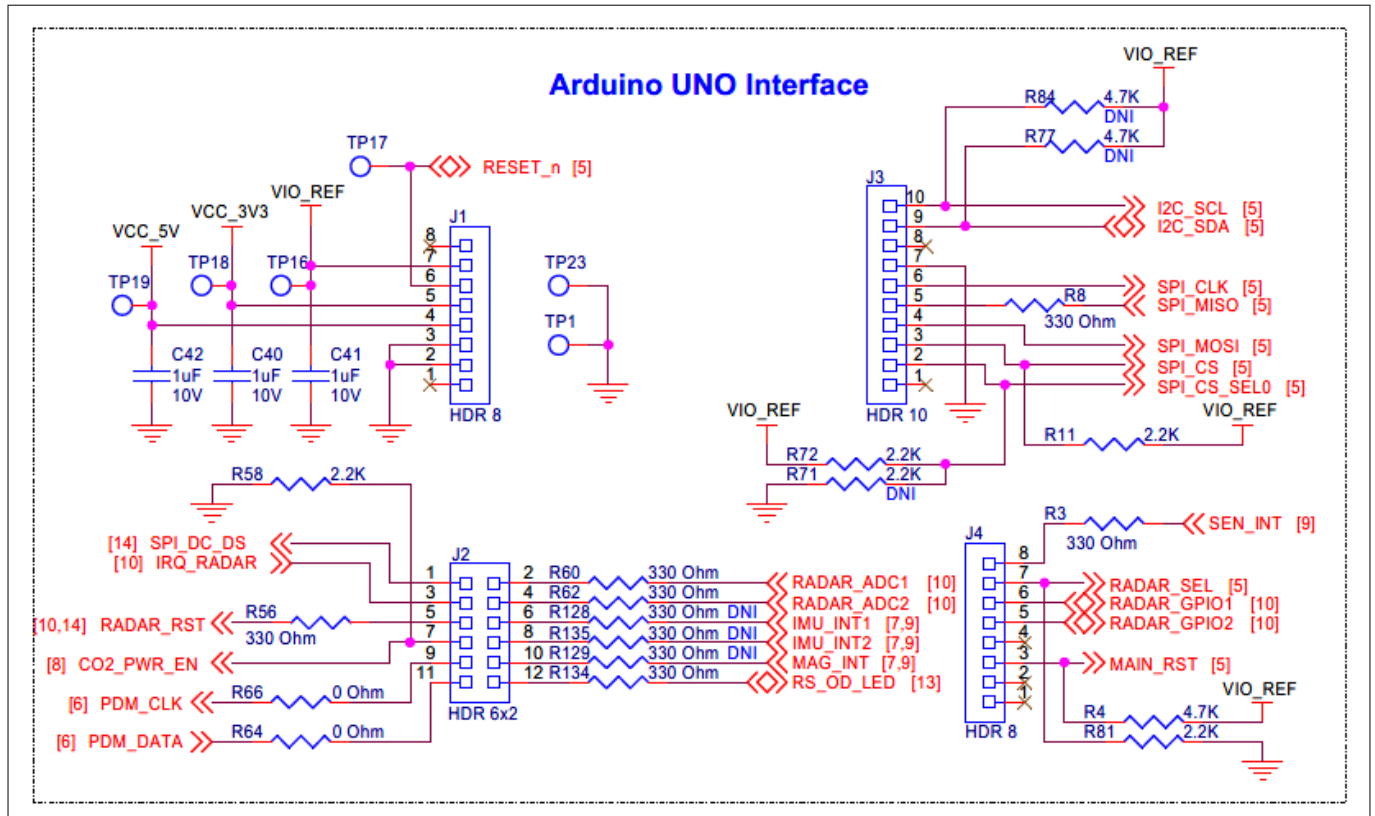 Arduino UNO Interface
VIO_REF
R84 4.7K
DNI
R77 4.7K
DNI
TP17
RESET_n [5]
VIO_REF
VCC_3V3
VCC_5V
TP19
TP18
TP16
J1
8
7
6
5
4
3
2
1
HDR 8
C42
1uF
10V
C40
1uF
10V
C41
1uF
10V
TP23
TP1
J3
10
9
8
7
6
5
4
3
2
1
HDR 10
I2C_SCL [5]
I2C_SDA [5]
SPI_CLK [5]
R8
330 Ohm
SPI_MISO [5]
SPI_MOSI [5]
SPI_CS [5]
SPI_CS_SEL0 [5]
VIO_REF
VIO_REF
R11 2.2K
R72 2.2K
R71 2.2K
DNI
R58 2.2K
[14] SPI_DC_DS
[10] IRQ_RADAR
[10,14] RADAR_RST
R56
330 Ohm
[8] CO2_PWR_EN
[6] PDM_CLK
R66 0 Ohm
[6] PDM_DATA
R64 0 Ohm
J2
1 2
3 4
5 6
7 8
9 10
11 12
HDR 6x2
R60 330 Ohm
RADAR_ADC1 [10]
R62 330 Ohm
RADAR_ADC2 [10]
R128 330 Ohm DNI
IMU_INT1 [7,9]
R135 330 Ohm DNI
IMU_INT2 [7,9]
R129 330 Ohm DNI
MAG_INT [7,9]
R134 330 Ohm
RS_OD_LED [13]
J4
8
7
6
5
4
3
2
1
HDR 8
R3
330 Ohm
SEN_INT [9]
RADAR_SEL [5]
RADAR_GPIO1 [10]
RADAR_GPIO2 [10]
MAIN_RST [5]
VIO_REF
R4 4.7K
R81 2.2K